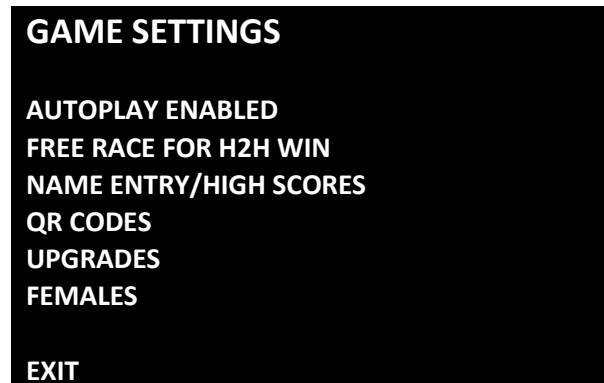 GAME SETTINGS
AUTOPLAY ENABLED
FREE RACE FOR H2H WIN
NAME ENTRY/HIGH SCORES
QR CODES
UPGRADES
FEMALES
EXIT